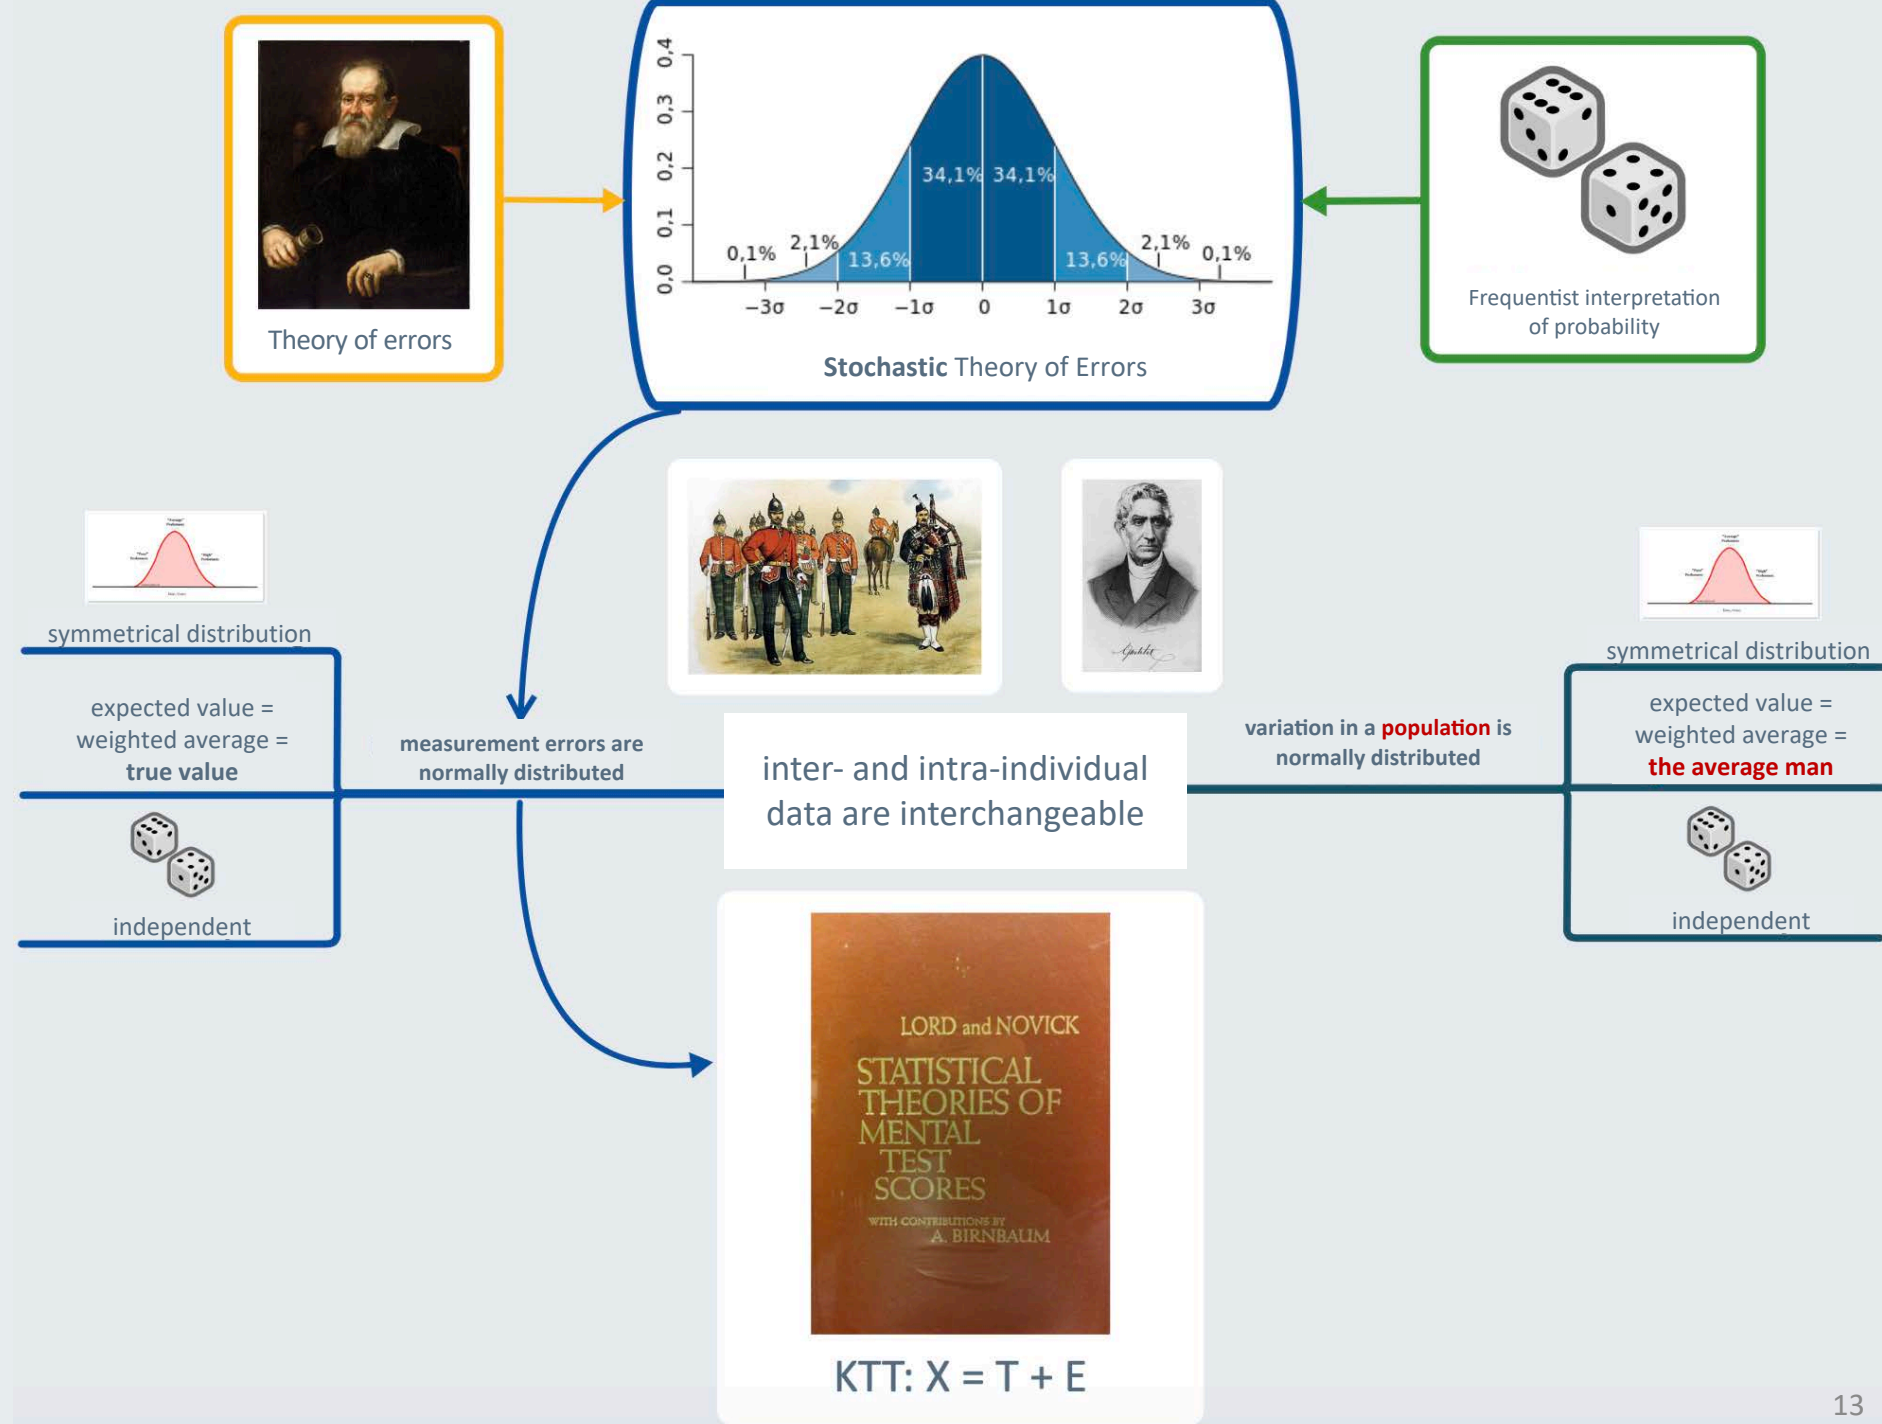 Theory of errors
0,4
0,3
0,2
0,1
0,0
34,1% 34,1%
0,1%
2,1%
13,6%
13,6%
2,1%
0,1%
−3σ −2σ −1σ 0 1σ 2σ 3σ
Stochastic Theory of Errors
Frequentist interpretation
of probability
symmetrical distribution
expected value =
weighted average =
true value
independent
measurement errors are
normally distributed
inter- and intra-individual
data are interchangeable
variation in a population is
normally distributed
symmetrical distribution
expected value =
weighted average =
the average man
independent
LORD and NOVICK
STATISTICAL
THEORIES OF
MENTAL
TEST
SCORES
WITH CONTRIBUTIONS BY
A. BIRNBAUM
KTT: X = T + E
13